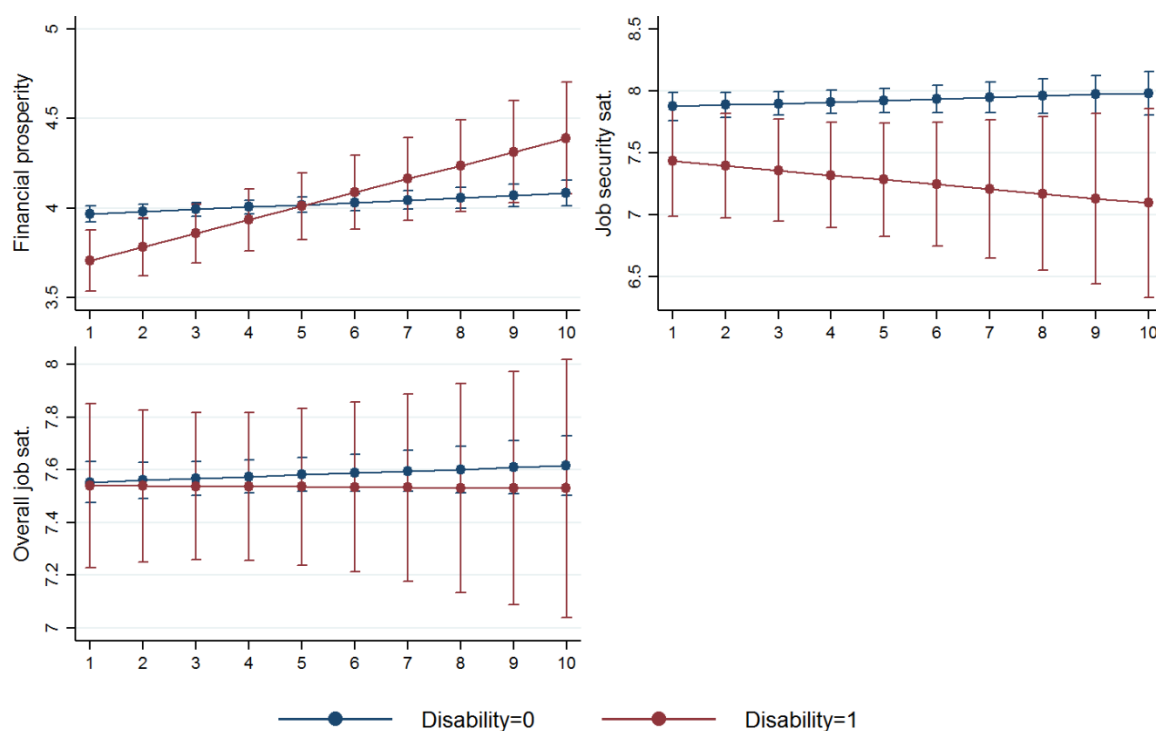 Financial prosperity
5
4.5
4
3.5
1 2 3 4 5 6 7 8 9 10
Job security sat.
8.5
8
7.5
7
6.5
1 2 3 4 5 6 7 8 9 10
Overall job sat.
8
7.8
7.6
7.4
7.2
7
1 2 3 4 5 6 7 8 9 10
Disability=0 Disability=1